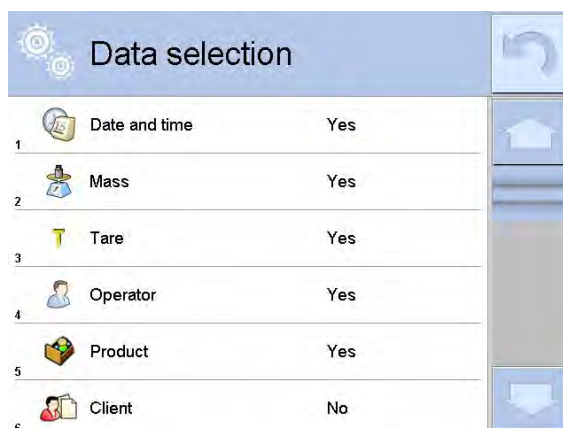 Data selection
1 Date and time Yes
2 Mass Yes
3 T Tare Yes
4 Operator Yes
5 Product Yes
6 Client No